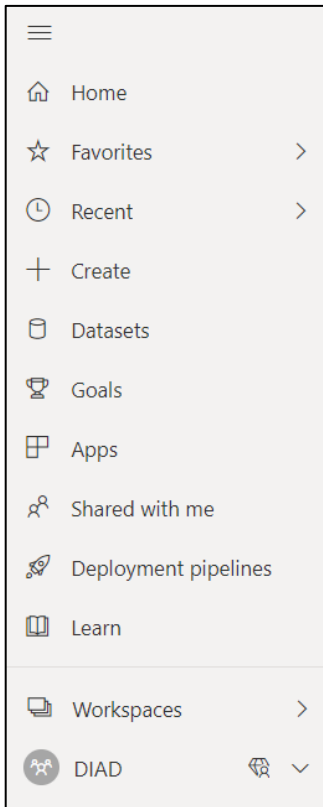 Home
Favorites
Recent
Create
Datasets
Goals
Apps
Shared with me
Deployment pipelines
Learn
Workspaces
DIAD